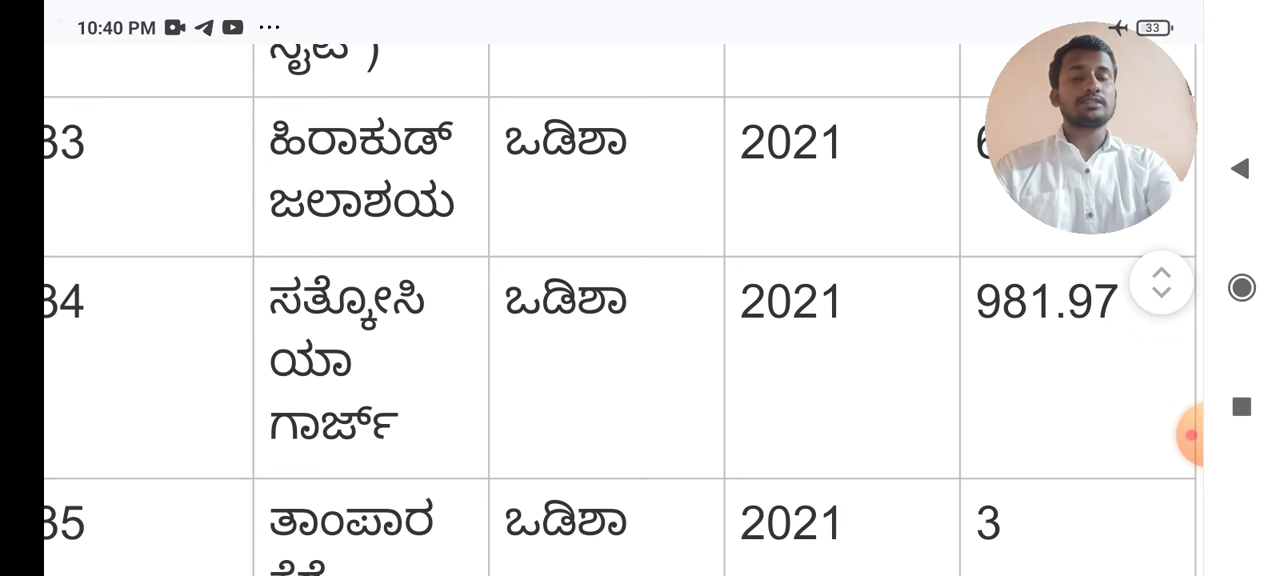 10:40 PM ... 33
33 ಹಿರಾಕುಡ್ ಒಡಿಶಾ 2021
ಜಲಾಶಯ
34 ಸತ್ಕೋಸಿ ಒಡಿಶಾ 2021 981.97
ಯಾ
ಗಾರ್ಜ್
35 ತಾಂಪಾರ ಒಡಿಶಾ 2021 3